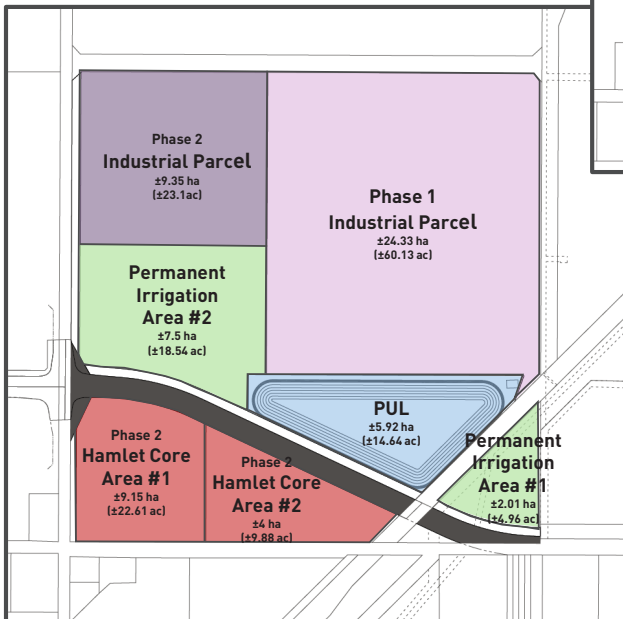 Phase 2
Industrial Parcel
±9.35 ha
(±23.1ac)
Phase 1
Industrial Parcel
±24.33 ha
(±60.13 ac)
Permanent
Irrigation
Area #2
±7.5 ha
(±18.54 ac)
PUL
±5.92 ha
(±14.64 ac)
Phase 2
Hamlet Core
Area #1
±9.15 ha
(±22.61 ac)
Phase 2
Hamlet Core
Area #2
±4 ha
(±9.88 ac)
Permanent
Irrigation
Area #1
±2.01 ha
(±4.96 ac)